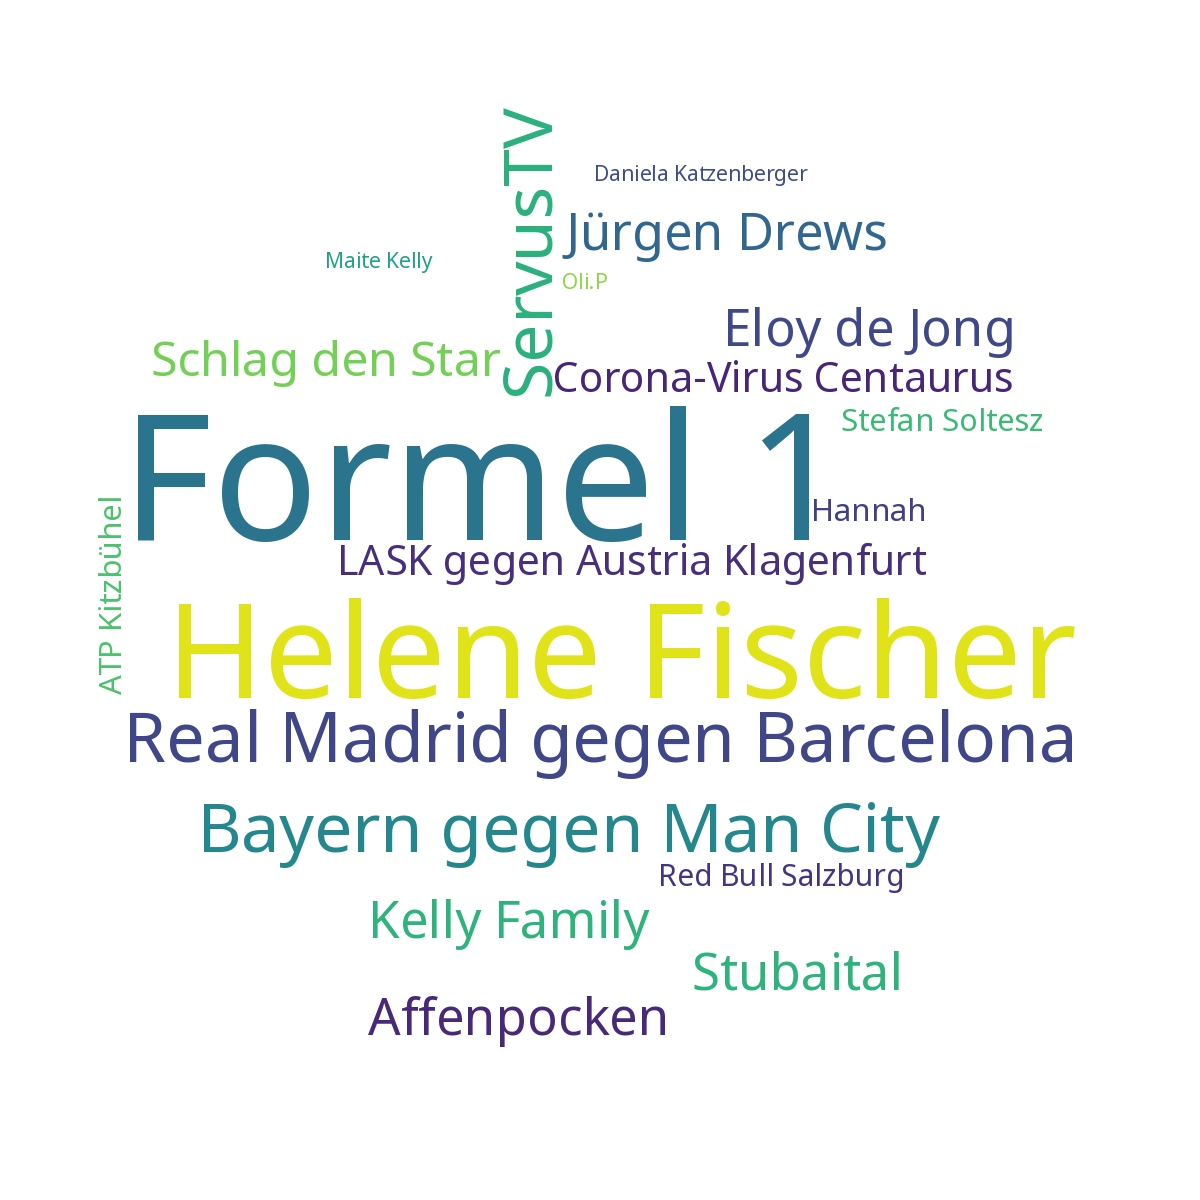 ServusTV
Daniela Katzenberger
Jürgen Drews
Maite Kelly
Oli.P
Eloy de Jong
Schlag den Star
Corona-Virus Centaurus
Stefan Soltesz
Formel 1
Hannah
LASK gegen Austria Klagenfurt
ATP Kitzbühel
Helene Fischer
Real Madrid gegen Barcelona
Bayern gegen Man City
Red Bull Salzburg
Kelly Family
Stubaital
Affenpocken